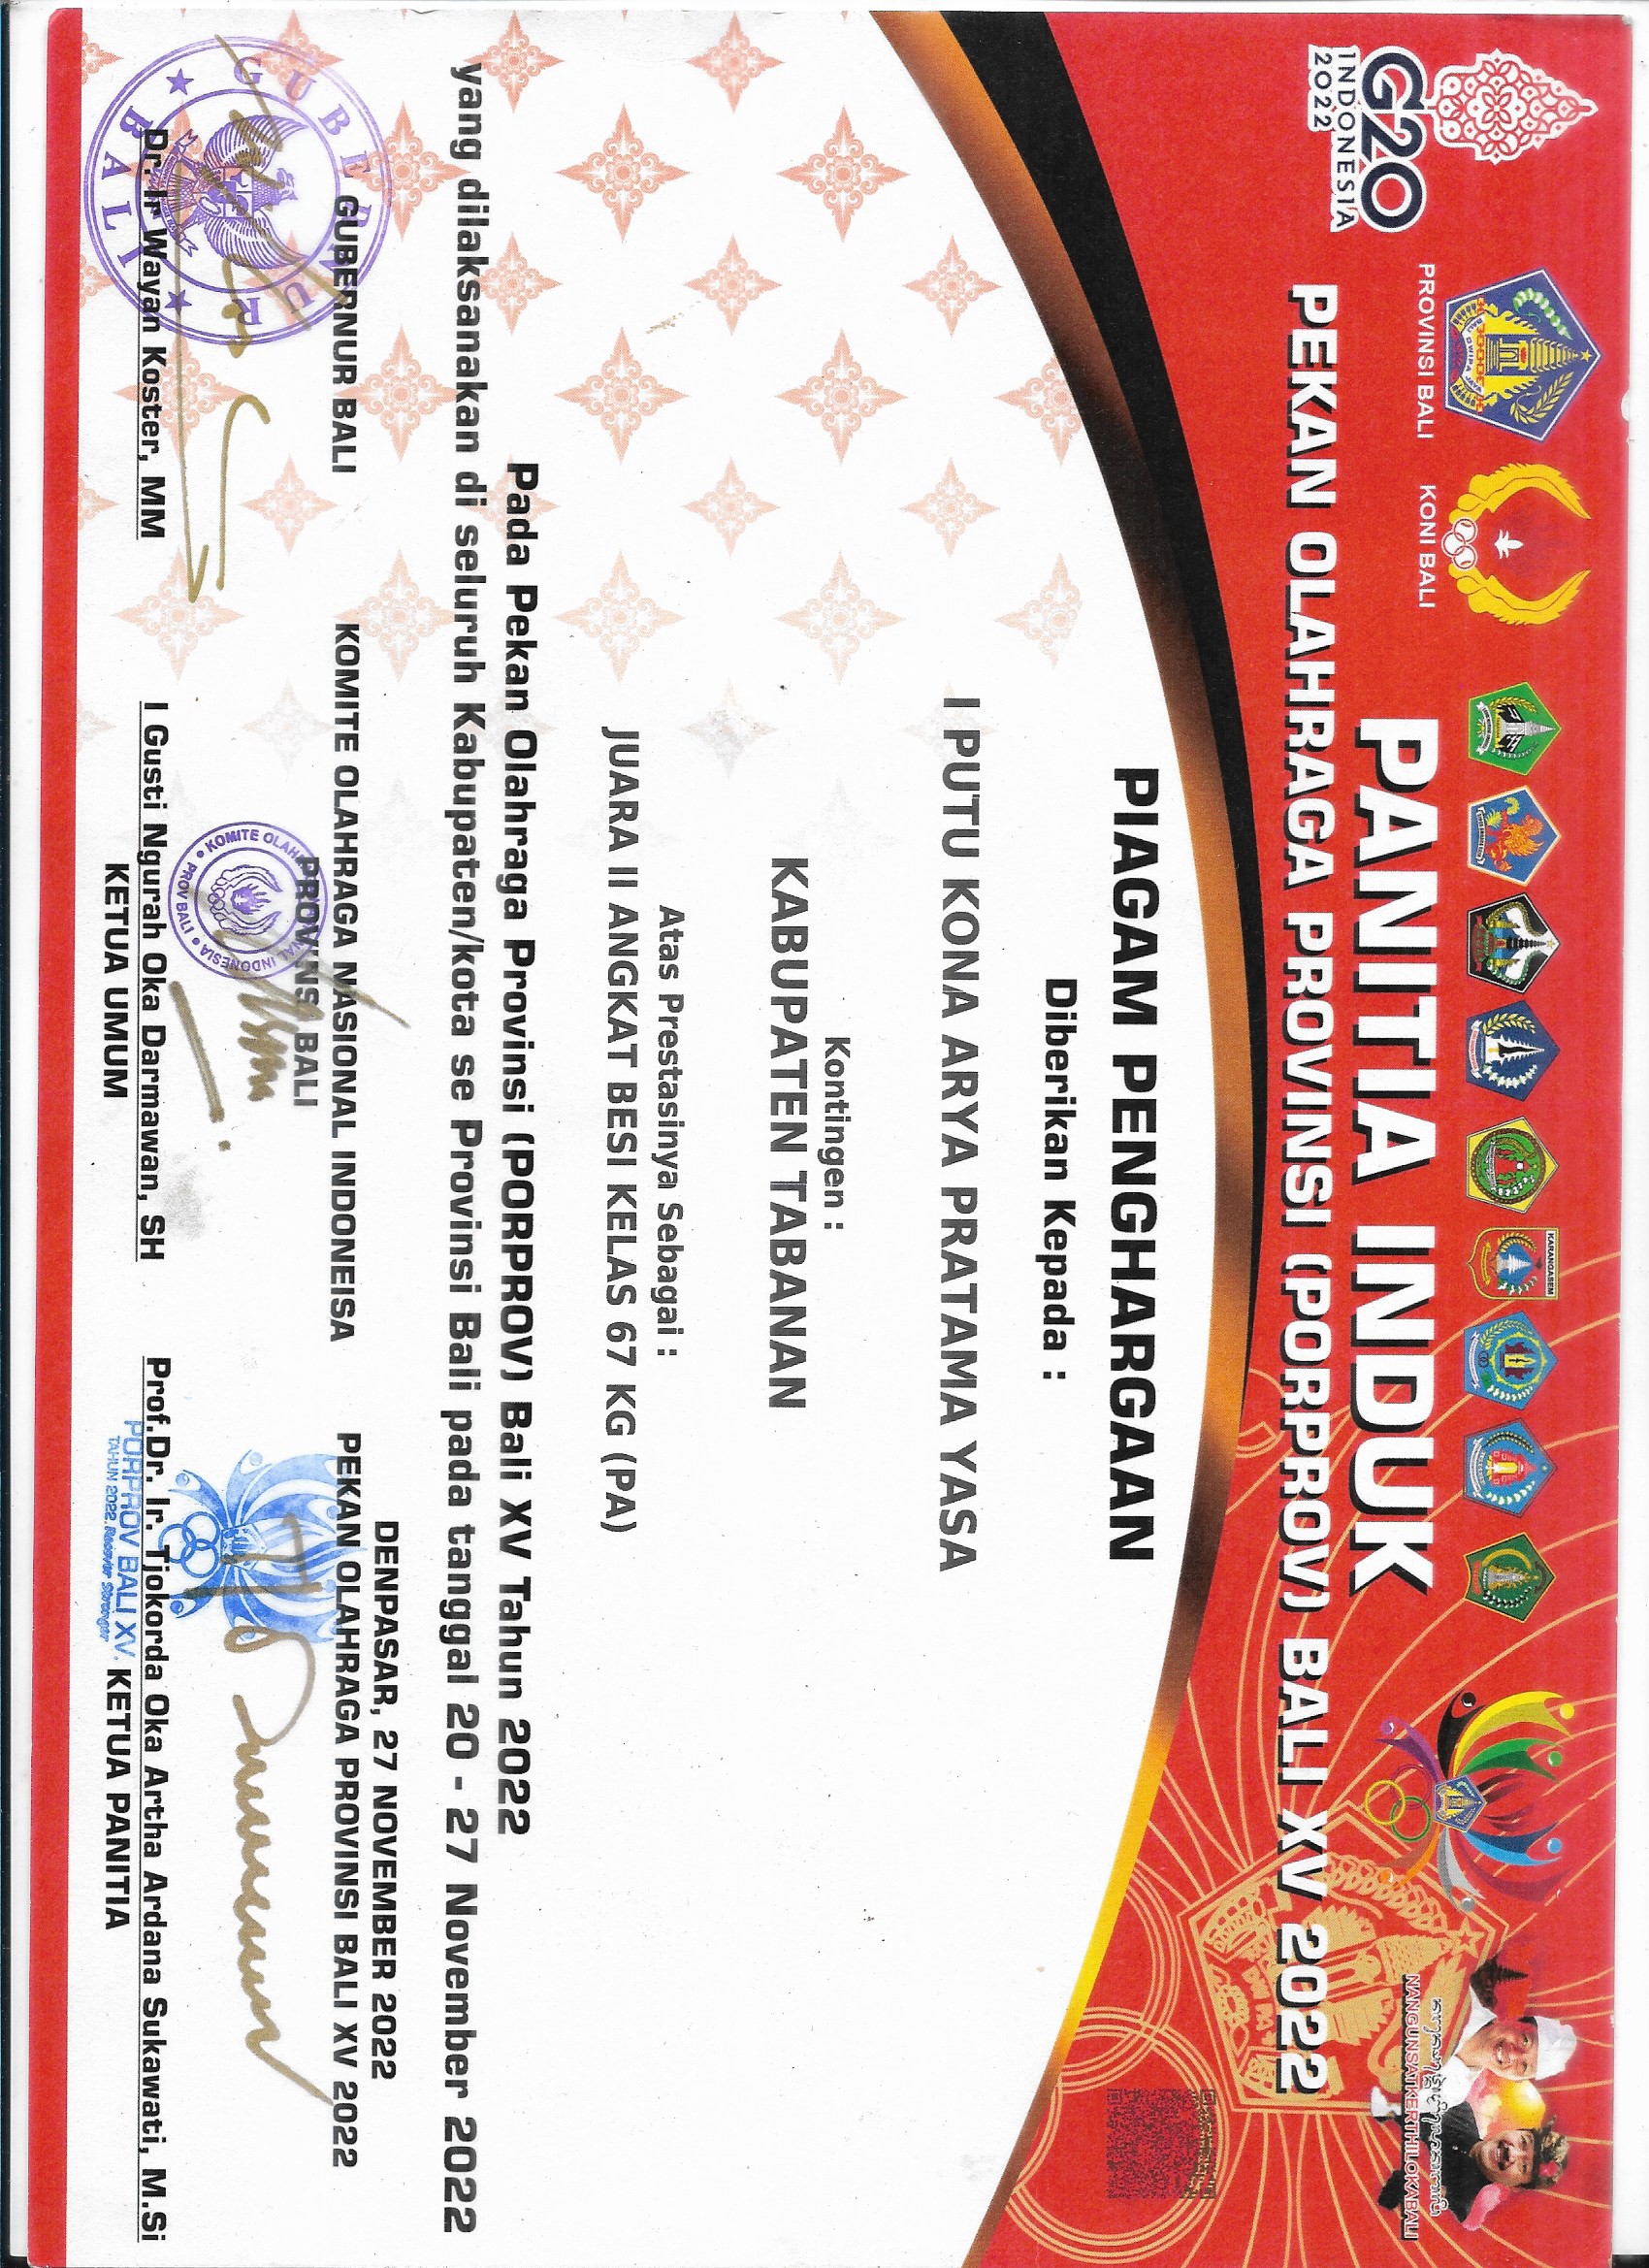 G20
INDONESIA
2022
BALI DWIPA JAYA
PROVINSI BALI
KONI BALI
KARANGASEM
NANGUNSATKERTHILOKABALI
PANITIA INDUK
PEKAN OLAHRAGA PROVINSI (PORPROV) BALI XV 2022
PIAGAM PENGHARGAAN
Diberikan Kepada :
I PUTU KONA ARYA PRATAMA YASA
Kontingen :
KABUPATEN TABANAN
Atas Prestasinya Sebagai :
JUARA II ANGKAT BESI KELAS 67 KG (PA)
Pada Pekan Olahraga Provinsi (PORPROV) Bali XV Tahun 2022
yang dilaksanakan di seluruh Kabupaten/kota se Provinsi Bali pada tanggal 20 - 27 November 2022
GUBERNUR BALI
GUBERNUR
BALI
Dr. Ir Wayan Koster, MM
KOMITE OLAHRAGA NASIONAL INDONEISA
PROVINSI BALI
KOMITE OLAHRAGA NASIONAL INDONESIA
PROV BALI
I Gusti Ngurah Oka Darmawan, SH
KETUA UMUM
DENPASAR, 27 NOVEMBER 2022
PEKAN OLAHRAGA PROVINSI BALI XV 2022
Prof.Dr. Ir. Tjokorda Oka Artha Ardana Sukawati, M.Si
PORPROV BALI XV.
TAHUN 2022. Recover Stronger
KETUA PANITIA